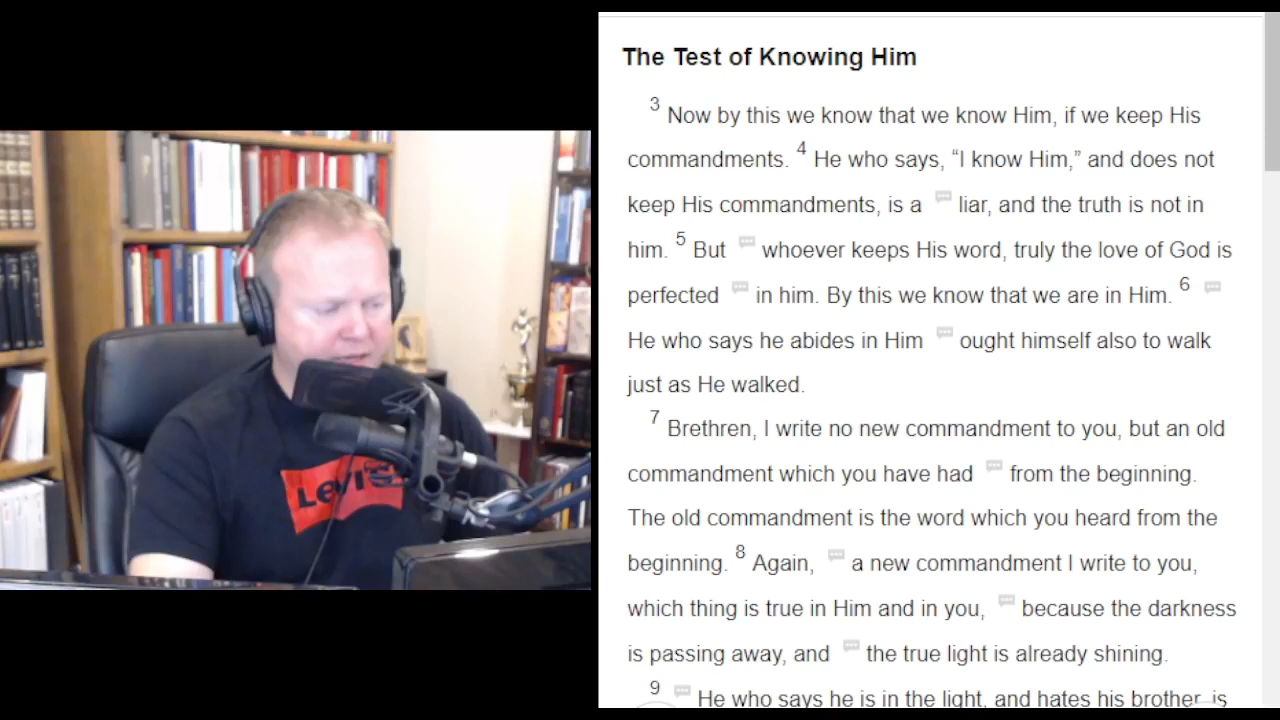 The Test of Knowing Him
3 Now by this we know that we know Him, if we keep His
commandments. 4 He who says, “I know Him,” and does not
keep His commandments, is a liar, and the truth is not in
him. 5 But whoever keeps His word, truly the love of God is
perfected in him. By this we know that we are in Him. 6
He who says he abides in Him ought himself also to walk
just as He walked.
7 Brethren, I write no new commandment to you, but an old
commandment which you have had from the beginning.
The old commandment is the word which you heard from the
beginning. 8 Again, a new commandment I write to you,
which thing is true in Him and in you, because the darkness
is passing away, and the true light is already shining.
9 He who says he is in the light, and hates his brother, is
Levi's